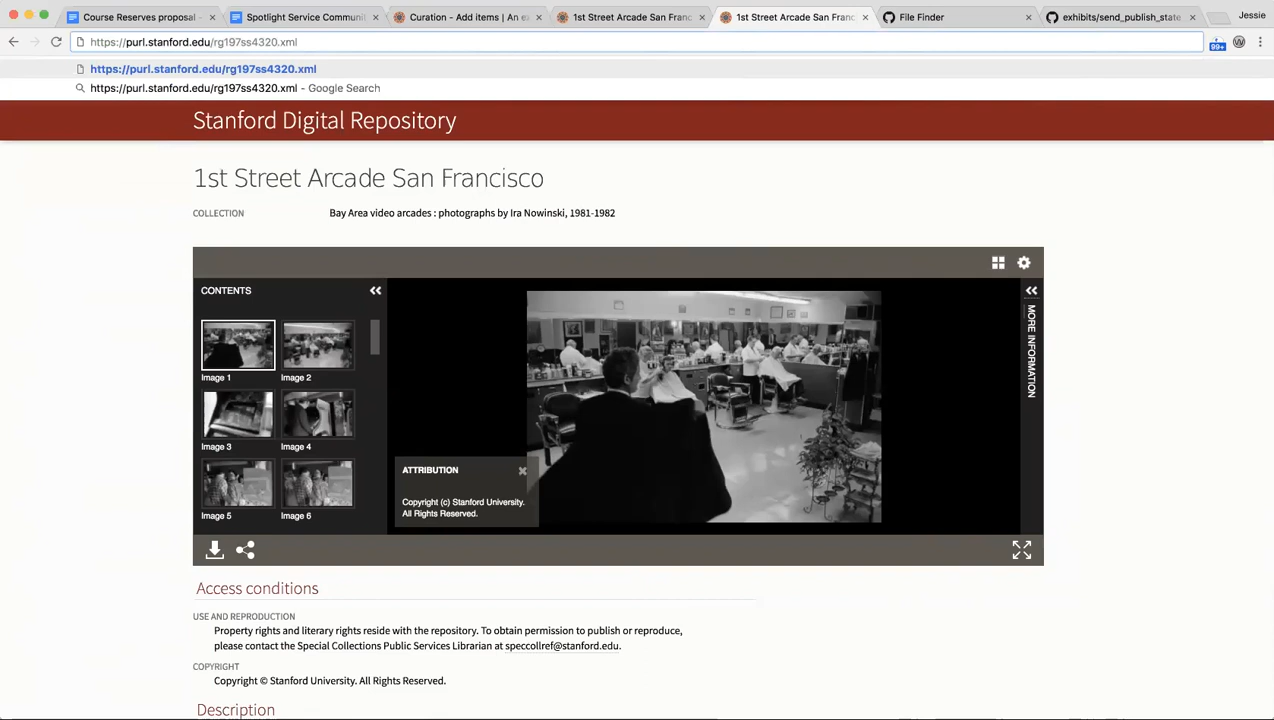 Course Reserves proposal -
Spotlight Service Communi
Curation - Add items | An e
1st Street Arcade San Franc
1st Street Arcade San Franc
File Finder
exhibits/send_publish_state
Jessie
https://purl.stanford.edu/rg197ss4320.xml
99+
https://purl.stanford.edu/rg197ss4320.xml
https://purl.stanford.edu/rg197ss4320.xml - Google Search
Stanford Digital Repository
1st Street Arcade San Francisco
COLLECTION
Bay Area video arcades : photographs by Ira Nowinski, 1981-1982
CONTENTS
Image 1
Image 2
Image 3
Image 4
Image 5
Image 6
ATTRIBUTION
Copyright (c) Stanford University.
All Rights Reserved.
MORE INFORMATION
Access conditions
USE AND REPRODUCTION
Property rights and literary rights reside with the repository. To obtain permission to publish or reproduce,
please contact the Special Collections Public Services Librarian at speccollref@stanford.edu.
COPYRIGHT
Copyright © Stanford University. All Rights Reserved.
Description